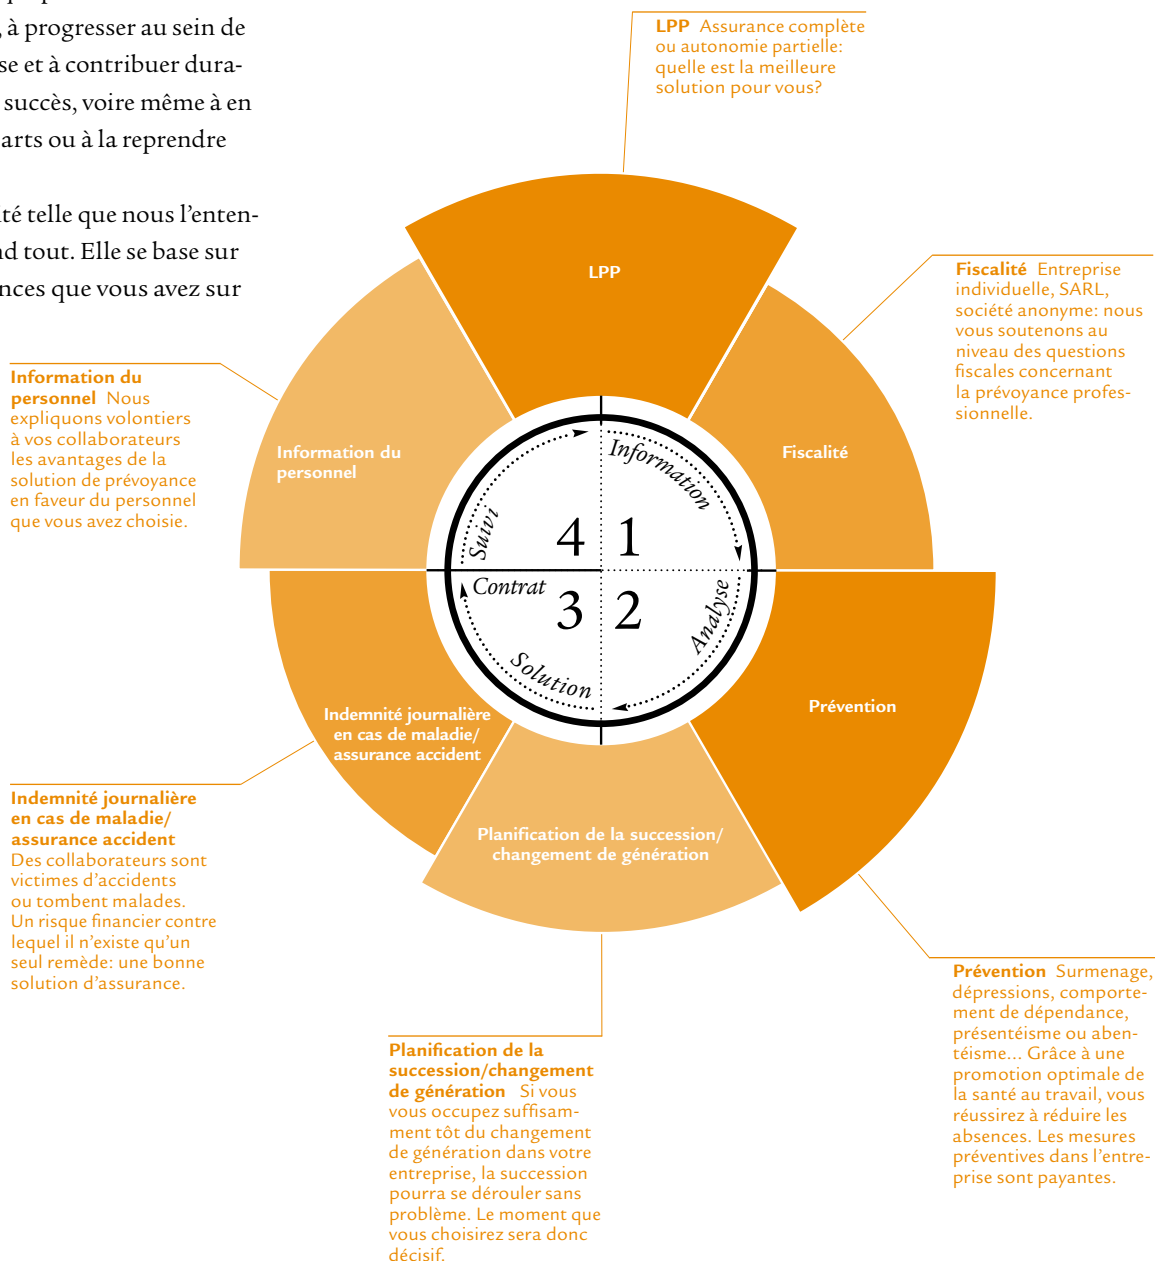 , à progresser au sein de
se et à contribuer dura-
succès, voire même à en
arts ou à la reprendre
té telle que nous l’enten-
nd tout. Elle se base sur
nces que vous avez sur
LPP Assurance complète
ou autonomie partielle:
quelle est la meilleure
solution pour vous?
LPP
Fiscalité Entreprise
individuelle, SARL,
société anonyme: nous
vous soutenons au
niveau des questions
fiscales concernant
la prévoyance profes-
sionnelle.
Information du
personnel Nous
expliquons volontiers
à vos collaborateurs
les avantages de la
solution de prévoyance
en faveur du personnel
que vous avez choisie.
Information du
personnel
Fiscalité
Information
Suivi
4 1
Contrat
3 2
Analyse
Solution
Prévention
Indemnité journalière
en cas de maladie/
assurance accident
Planification de la succession/
changement de génération
Indemnité journalière
en cas de maladie/
assurance accident
Des collaborateurs sont
victimes d’accidents
ou tombent malades.
Un risque financier contre
lequel il n’existe qu’un
seul remède: une bonne
solution d’assurance.
Prévention Surmenage,
dépressions, comporte-
ment de dépendance,
présentéisme ou aben-
téisme... Grâce à une
promotion optimale de
la santé au travail, vous
réussirez à réduire les
absences. Les mesures
préventives dans l’entre-
prise sont payantes.
Planification de la
succession/changement
de génération Si vous
vous occupez suffisam-
ment tôt du changement
de génération dans votre
entreprise, la succession
pourra se dérouler sans
problème. Le moment que
vous choisirez sera donc
décisif.